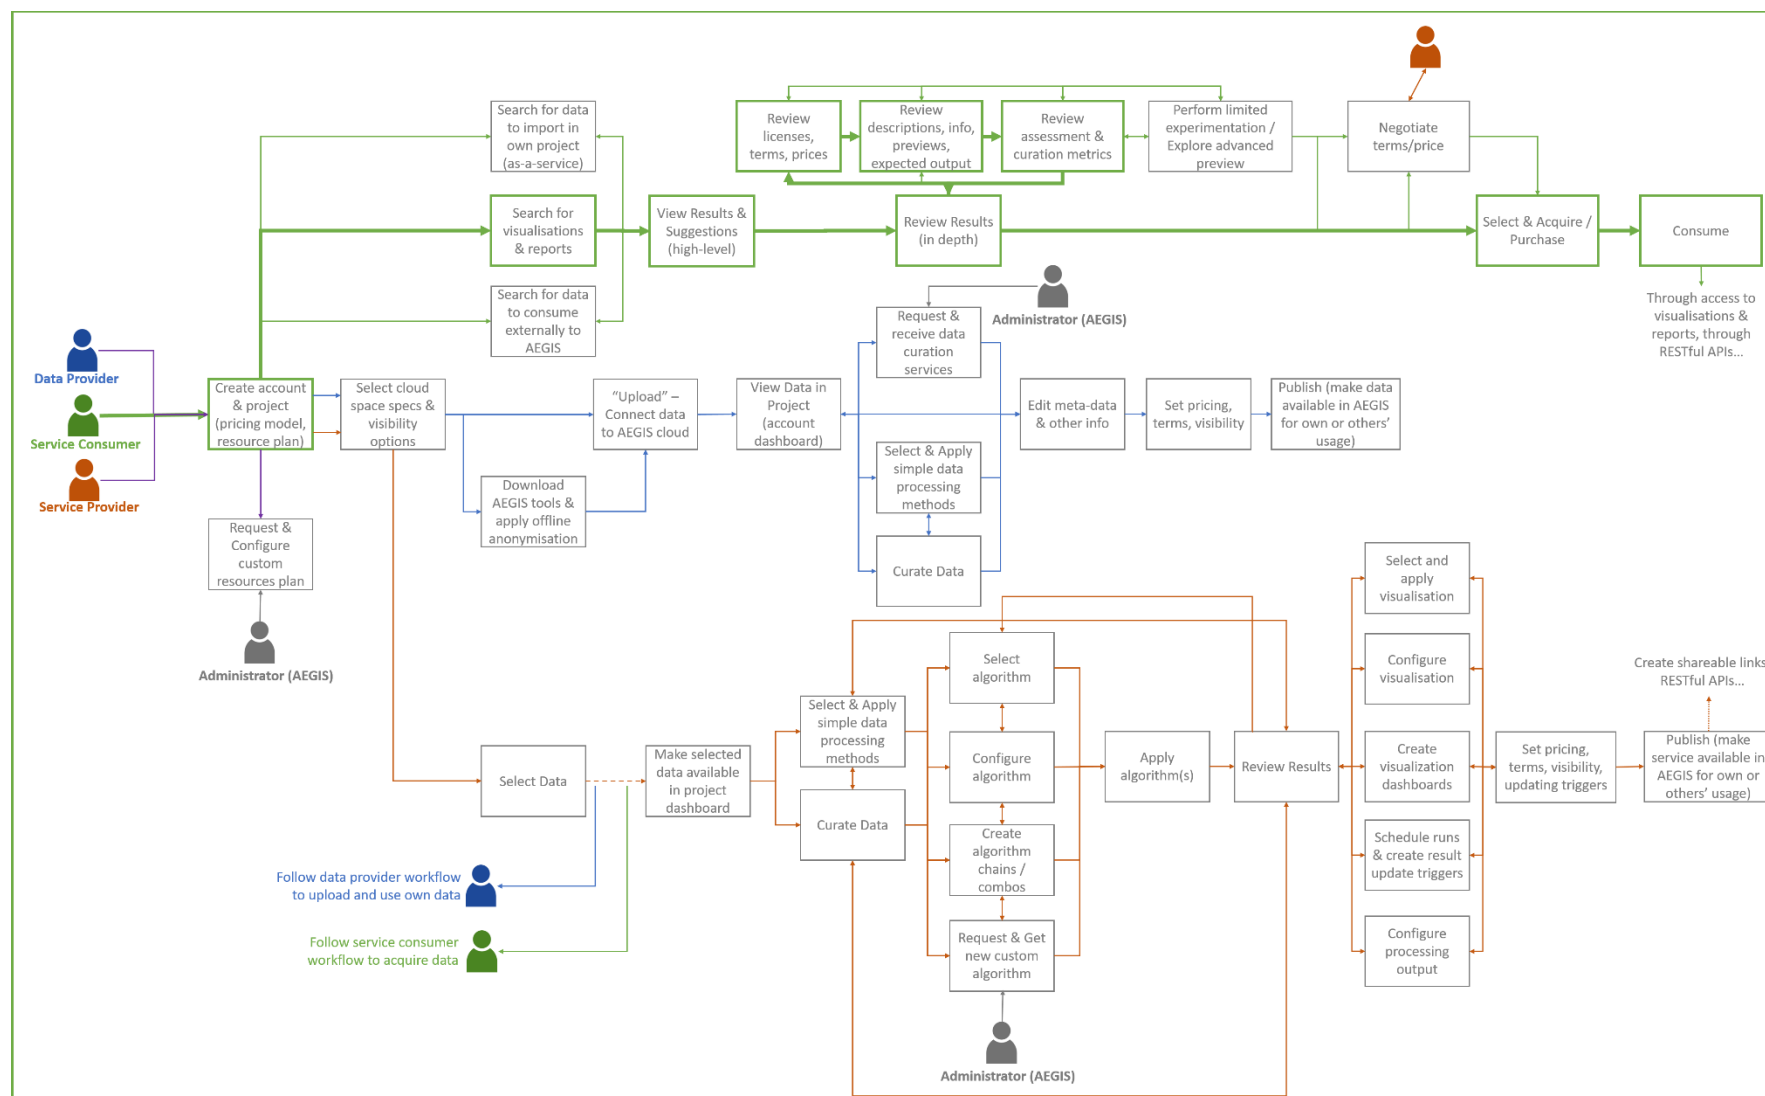 Search for data
to import in
own project
(as-a-service)
Review
licenses,
terms, prices
Review
descriptions, info,
previews,
expected output
Review
assessment &
curation metrics
Perform limited
experimentation /
Explore advanced
preview
Negotiate
terms/price
Search for
visualisations
& reports
View Results &
Suggestions
(high-level)
Review Results
(in depth)
Select & Acquire /
Purchase
Consume
Search for data
to consume
externally to
AEGIS
Administrator (AEGIS)
Through access to
visualisations &
reports, through
RESTful APIs...
Request &
receive data
curation
services
Data Provider
Service Consumer
Service Provider
Create account
& project
(pricing model,
resource plan)
Select cloud
space specs &
visibility
options
“Upload” –
Connect data
to AEGIS cloud
View Data in
Project
(account
dashboard)
Edit meta-data
& other info
Set pricing,
terms, visibility
Publish (make data
available in AEGIS
for own or others’
usage)
Select & Apply
simple data
processing
methods
Download
AEGIS tools &
apply offline
anonymisation
Curate Data
Request &
Configure
custom
resources plan
Administrator (AEGIS)
Select and
apply
visualisation
Select
algorithm
Configure
visualisation
Create shareable links
RESTful APIs...
Select & Apply
simple data
processing
methods
Select Data
Make selected
data available
in project
dashboard
Configure
algorithm
Apply
algorithm(s)
Review Results
Create
visualization
dashboards
Set pricing,
terms, visibility,
updating triggers
Publish (make
service available in
AEGIS for own or
others’ usage)
Curate Data
Create
algorithm
chains /
combos
Schedule runs
& create result
update triggers
Follow data provider workflow
to upload and use own data
Follow service consumer
workflow to acquire data
Request & Get
new custom
algorithm
Configure
processing
output
Administrator (AEGIS)